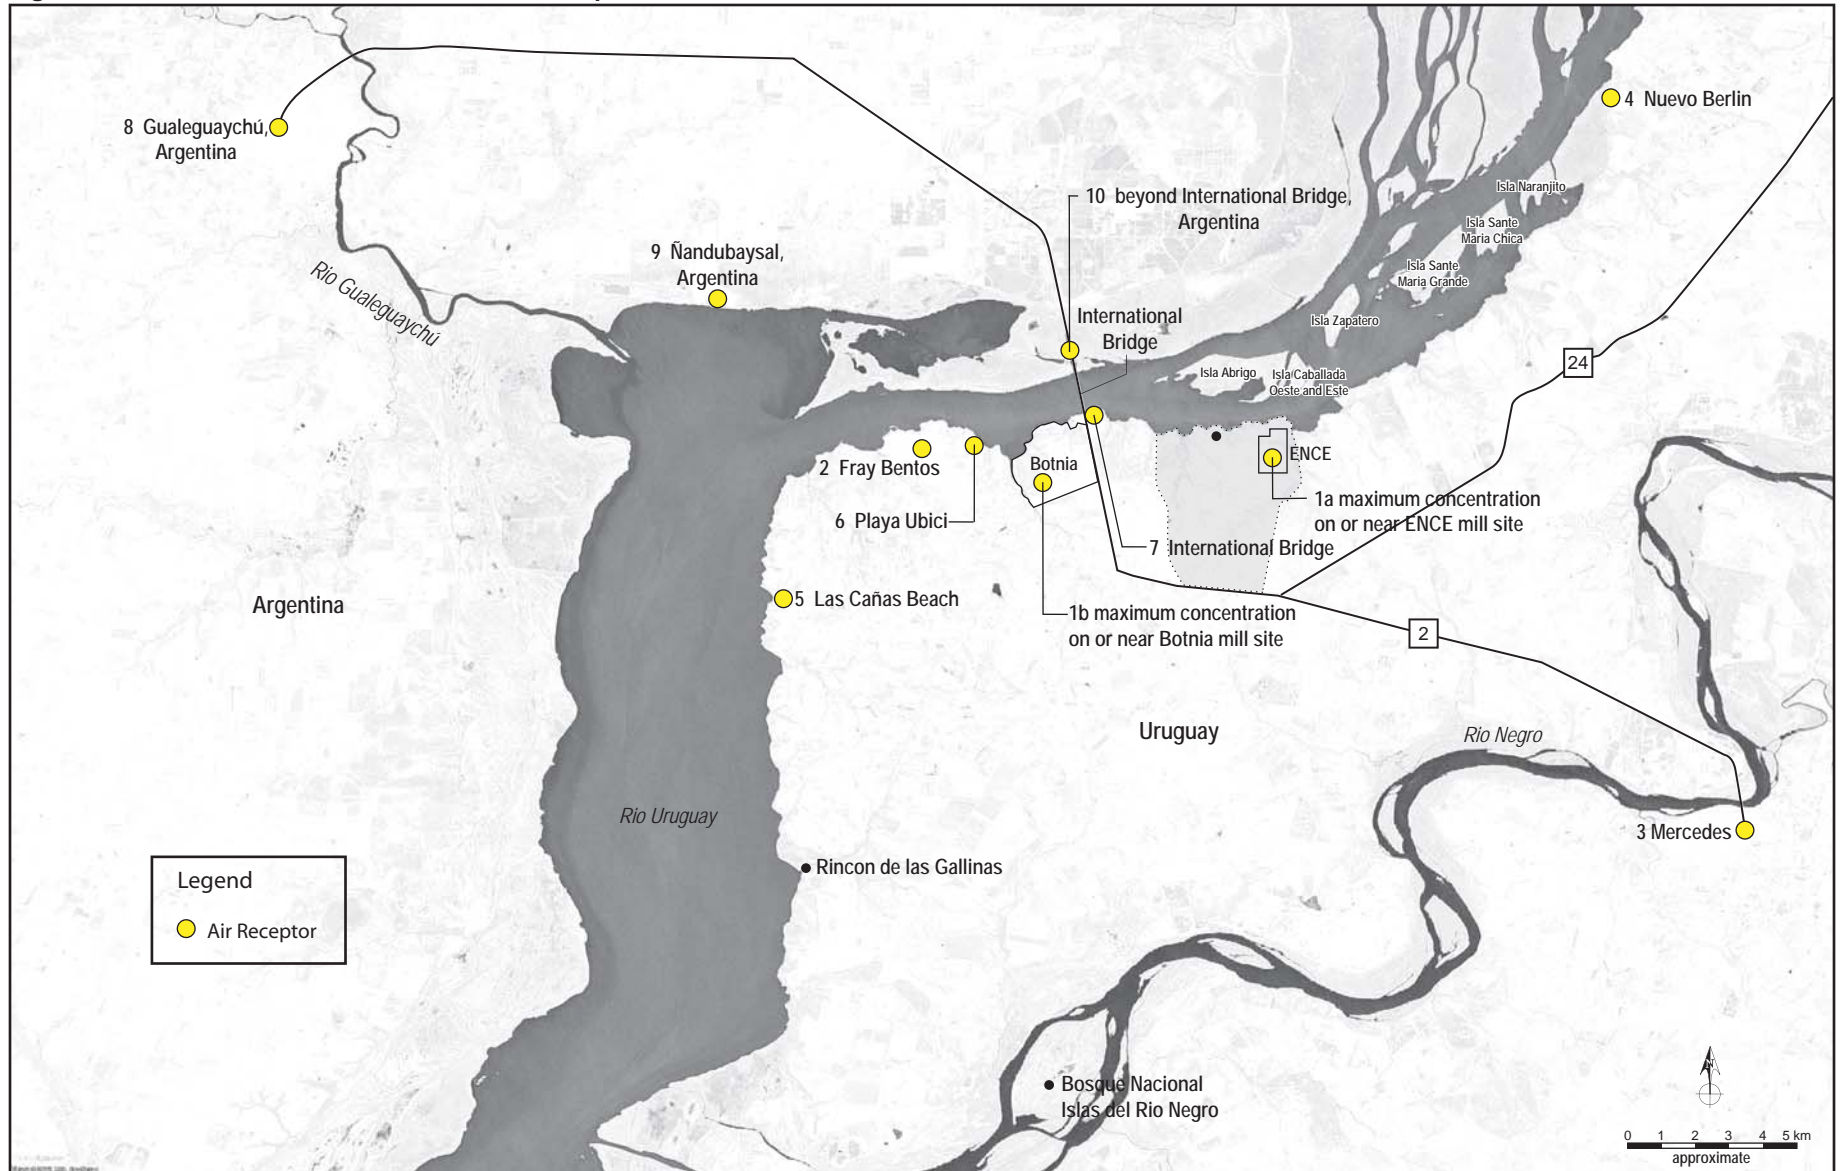 4 Nuevo Berlin
8 Gualeguaychú,
Argentina
10 beyond International Bridge,
Argentina
Isla Naranjito
Isla Sante
Maria Chica
Isla Sante
Maria Grande
9 Ñandubaysal,
Argentina
Rio Gualeguaychú
International
Bridge
Isla Zapatero
24
Isla Abrigo
Isla Caballada
Oeste and Este
2 Fray Bentos
Botnia
ENCE
6 Playa Ubici
1a maximum concentration
on or near ENCE mill site
7 International Bridge
Argentina
5 Las Cañas Beach
1b maximum concentration
on or near Botnia mill site
2
Uruguay
Rio Negro
Rio Uruguay
3 Mercedes
Rincon de las Gallinas
Legend
Air Receptor
Bosque Nacional
Islas del Rio Negro
N
0 1 2 3 4 5 km
approximate